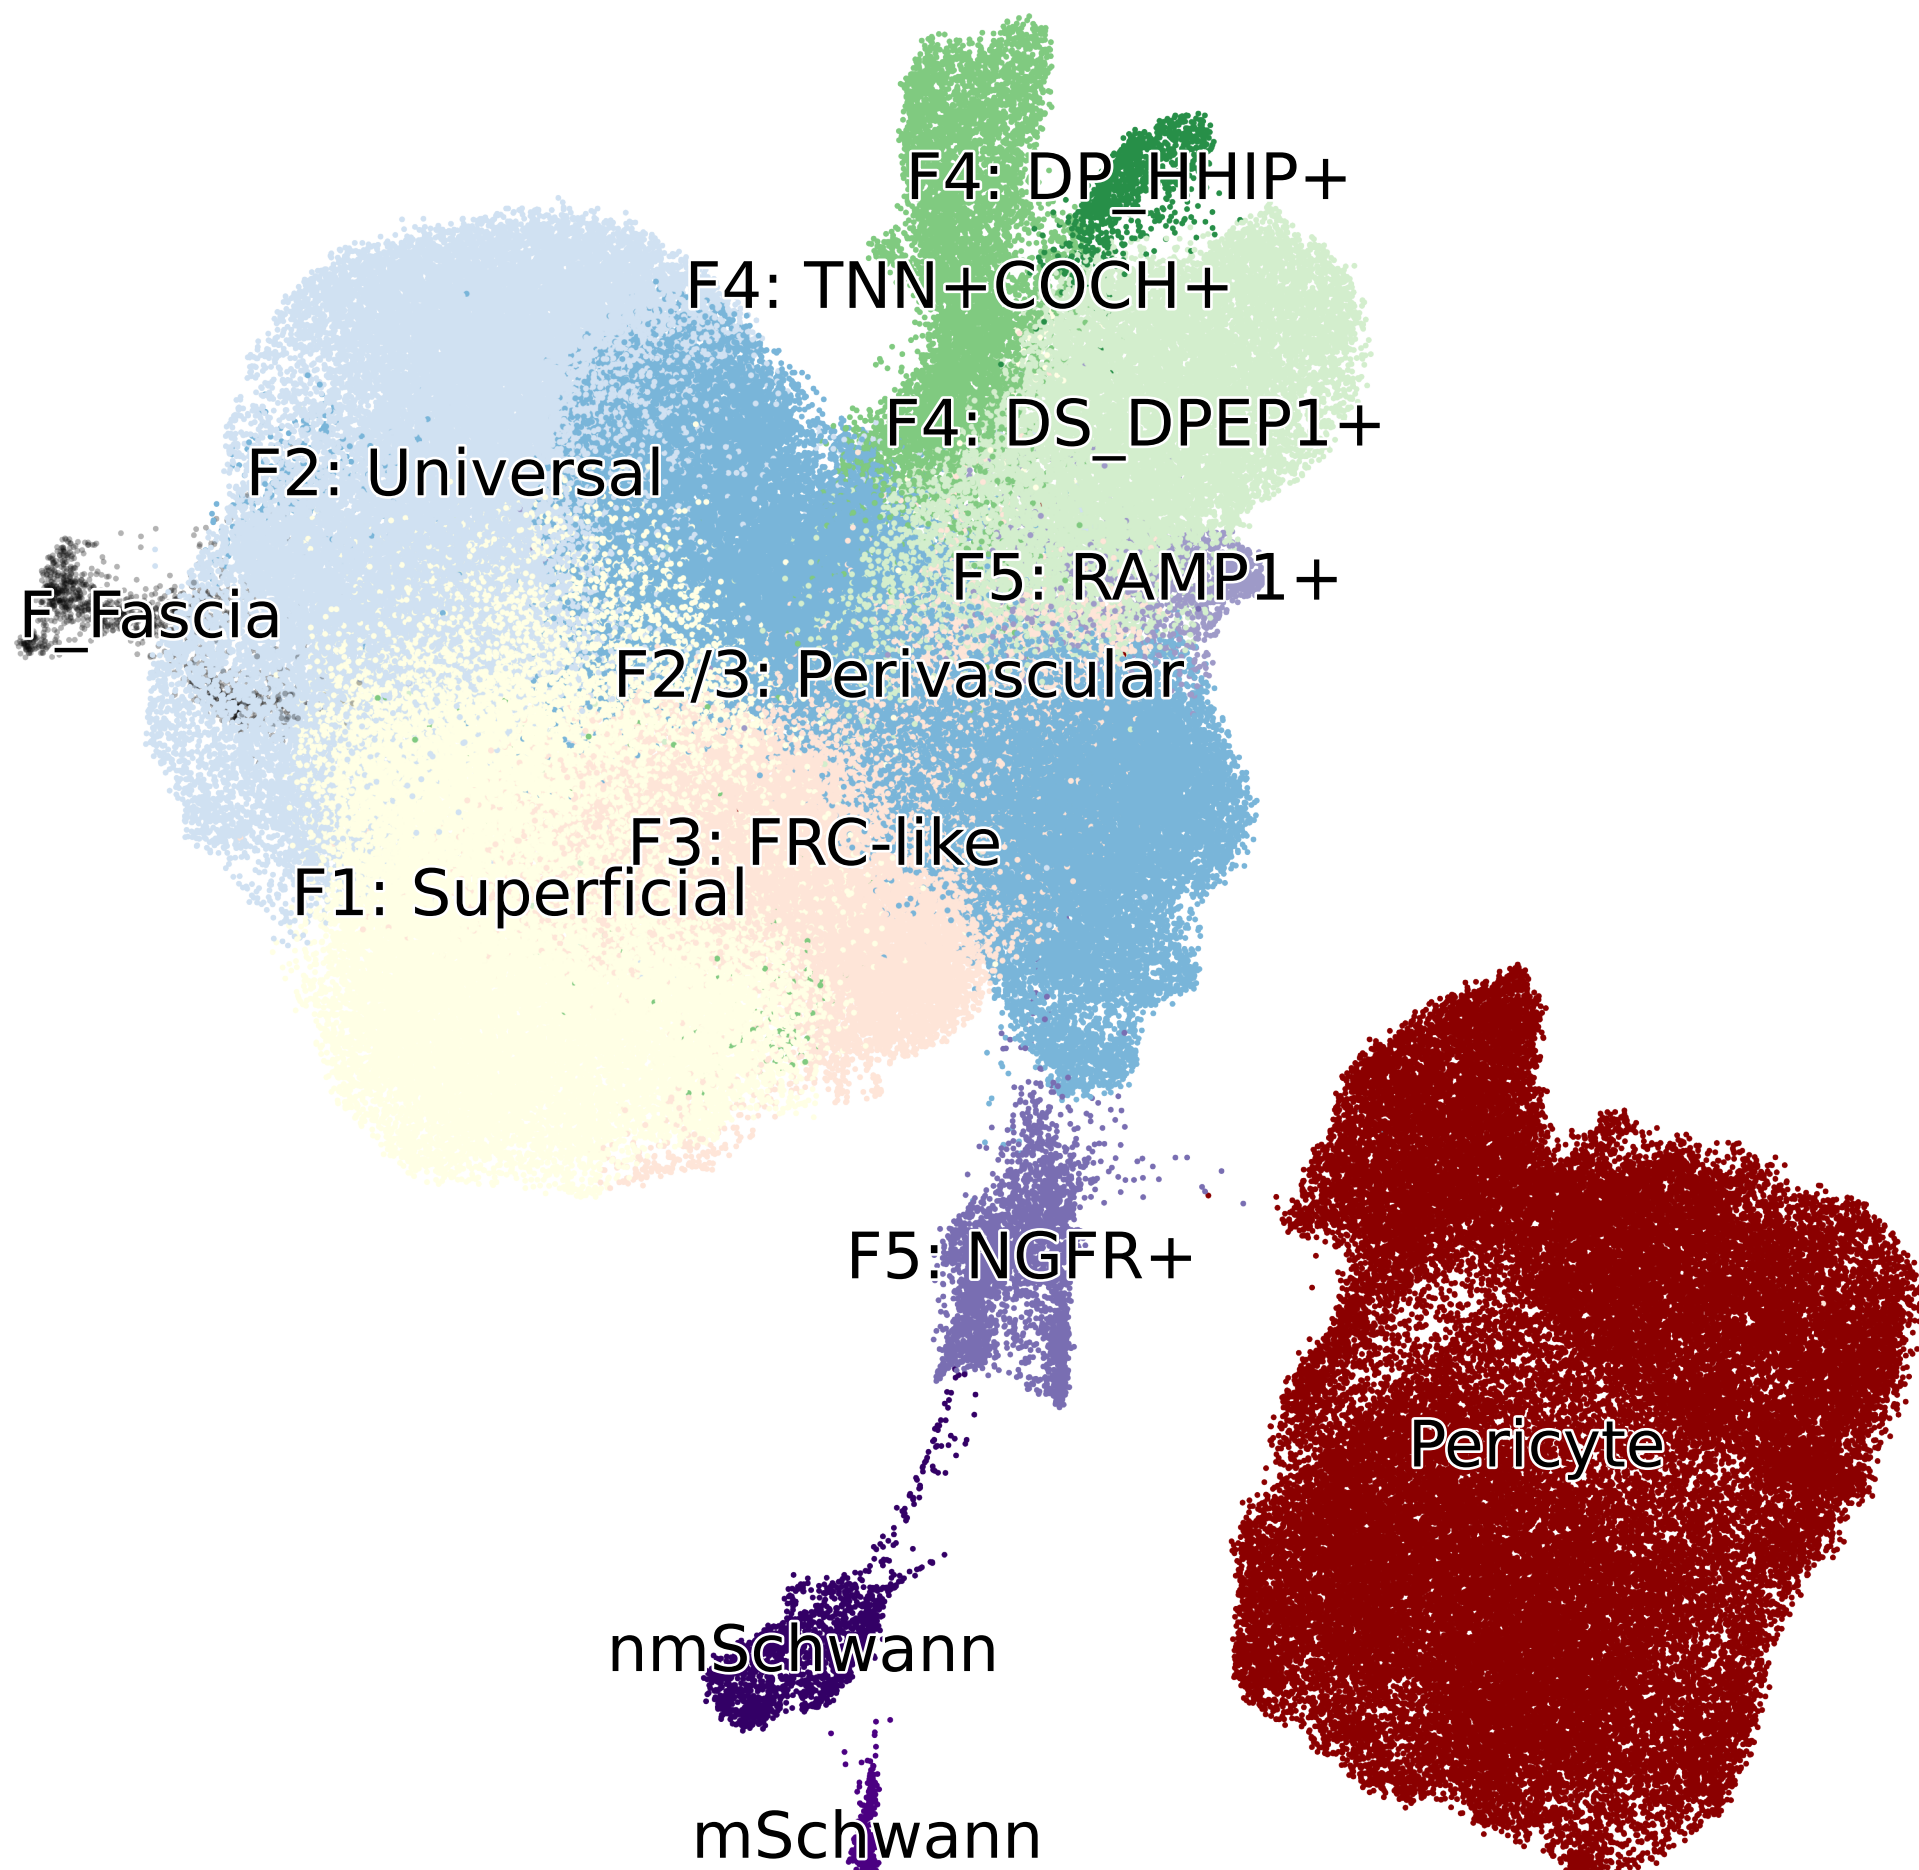 F4: DP_HHIP+
F4: TNN+COCH+
F4: DS_DPEP1+
F2: Universal
F5: RAMP1+
F_Fascia
F2/3: Perivascular
F3: FRC-like
F1: Superficial
F5: NGFR+
Pericyte
nmSchwann
mSchwann